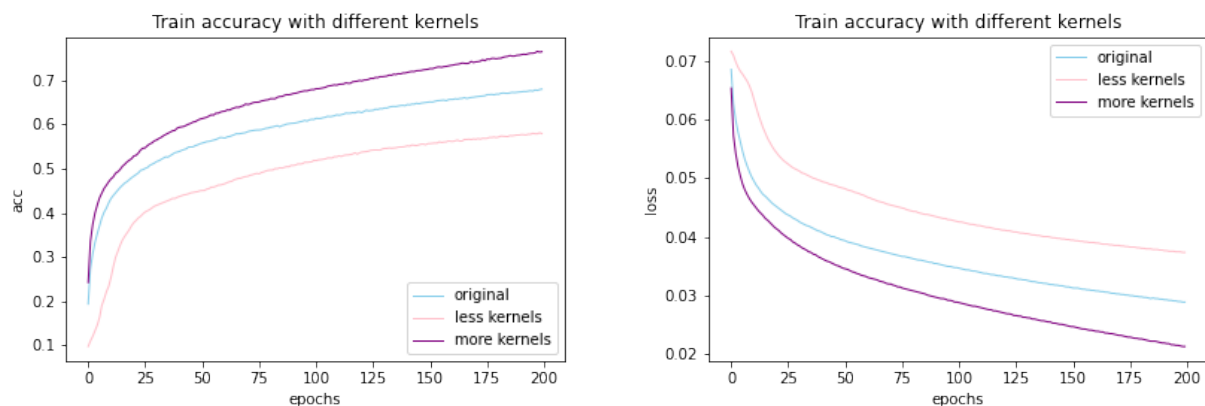 Train accuracy with different kernels
0.7
0.6
0.5
0.4
0.3
0.2
0.1
acc
0 25 50 75 100 125 150 175 200
epochs
original
less kernels
more kernels
Train accuracy with different kernels
0.07
0.06
0.05
0.04
0.03
0.02
loss
0 25 50 75 100 125 150 175 200
epochs
original
less kernels
more kernels